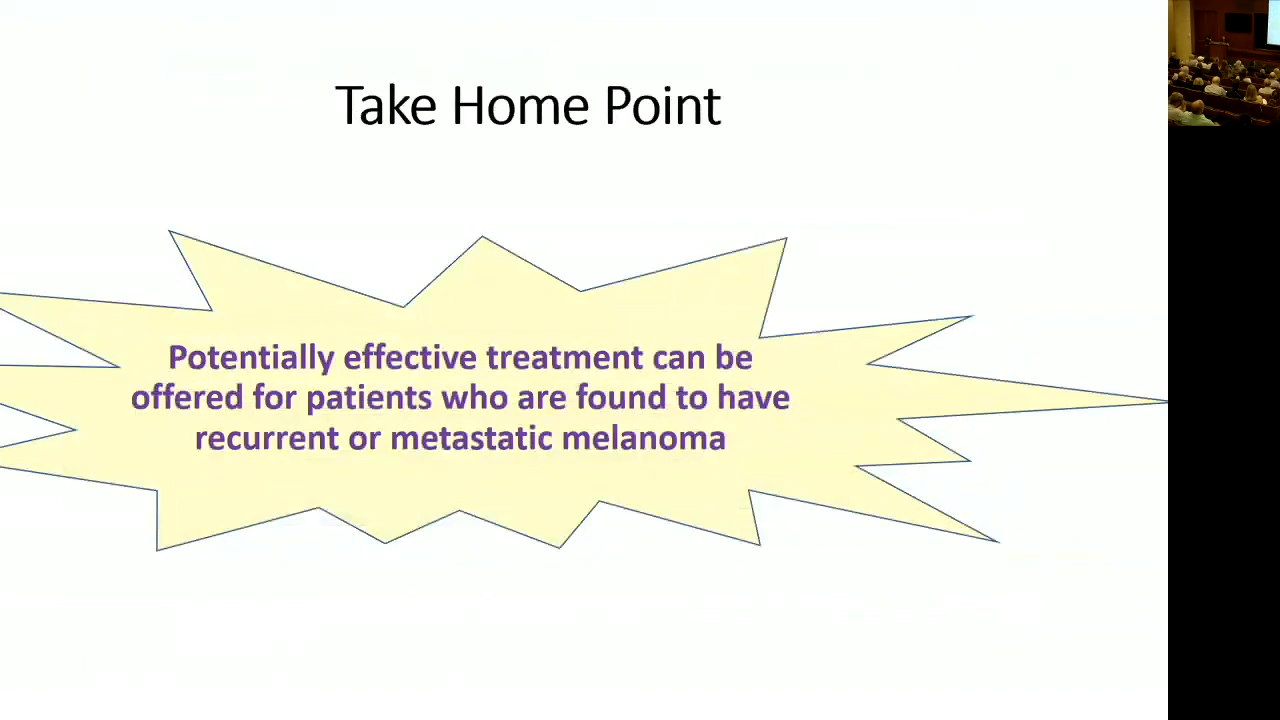 Take Home Point
Potentially effective treatment can be
offered for patients who are found to have
recurrent or metastatic melanoma